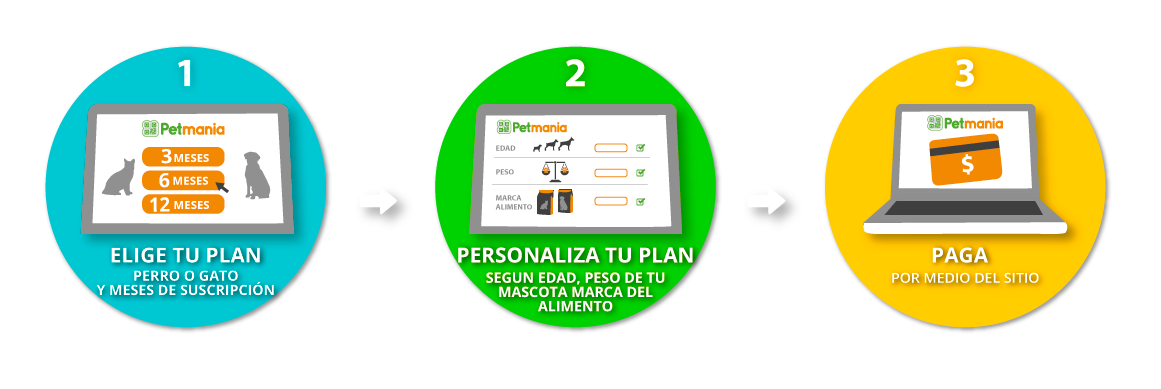 1
Petmania
3 MESES
6 MESES
12 MESES
ELIGE TU PLAN
PERRO O GATO
Y MESES DE SUSCRIPCIÓN
2
Petmania
EDAD
PESO
MARCA
ALIMENTO
PERSONALIZA TU PLAN
SEGUN EDAD, PESO DE TU
MASCOTA MARCA DEL
ALIMENTO
3
Petmania
$
PAGA
POR MEDIO DEL SITIO